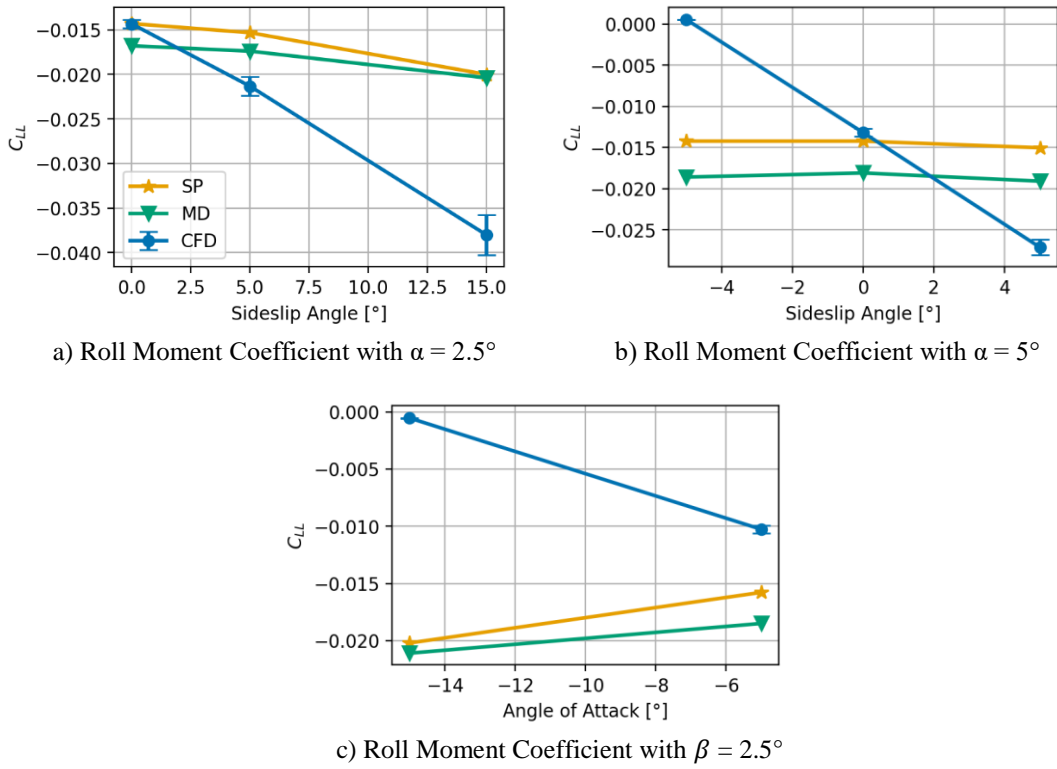 −0.015
−0.020
−0.025
−0.030
−0.035
−0.040
C_LL
SP
MD
CFD
0.0 2.5 5.0 7.5 10.0 12.5 15.0
Sideslip Angle [°]
a) Roll Moment Coefficient with α = 2.5°
0.000
−0.005
−0.010
−0.015
−0.020
−0.025
C_LL
−4 −2 0 2 4
Sideslip Angle [°]
b) Roll Moment Coefficient with α = 5°
0.000
−0.005
−0.010
−0.015
−0.020
C_LL
−14 −12 −10 −8 −6
Angle of Attack [°]
c) Roll Moment Coefficient with β = 2.5°